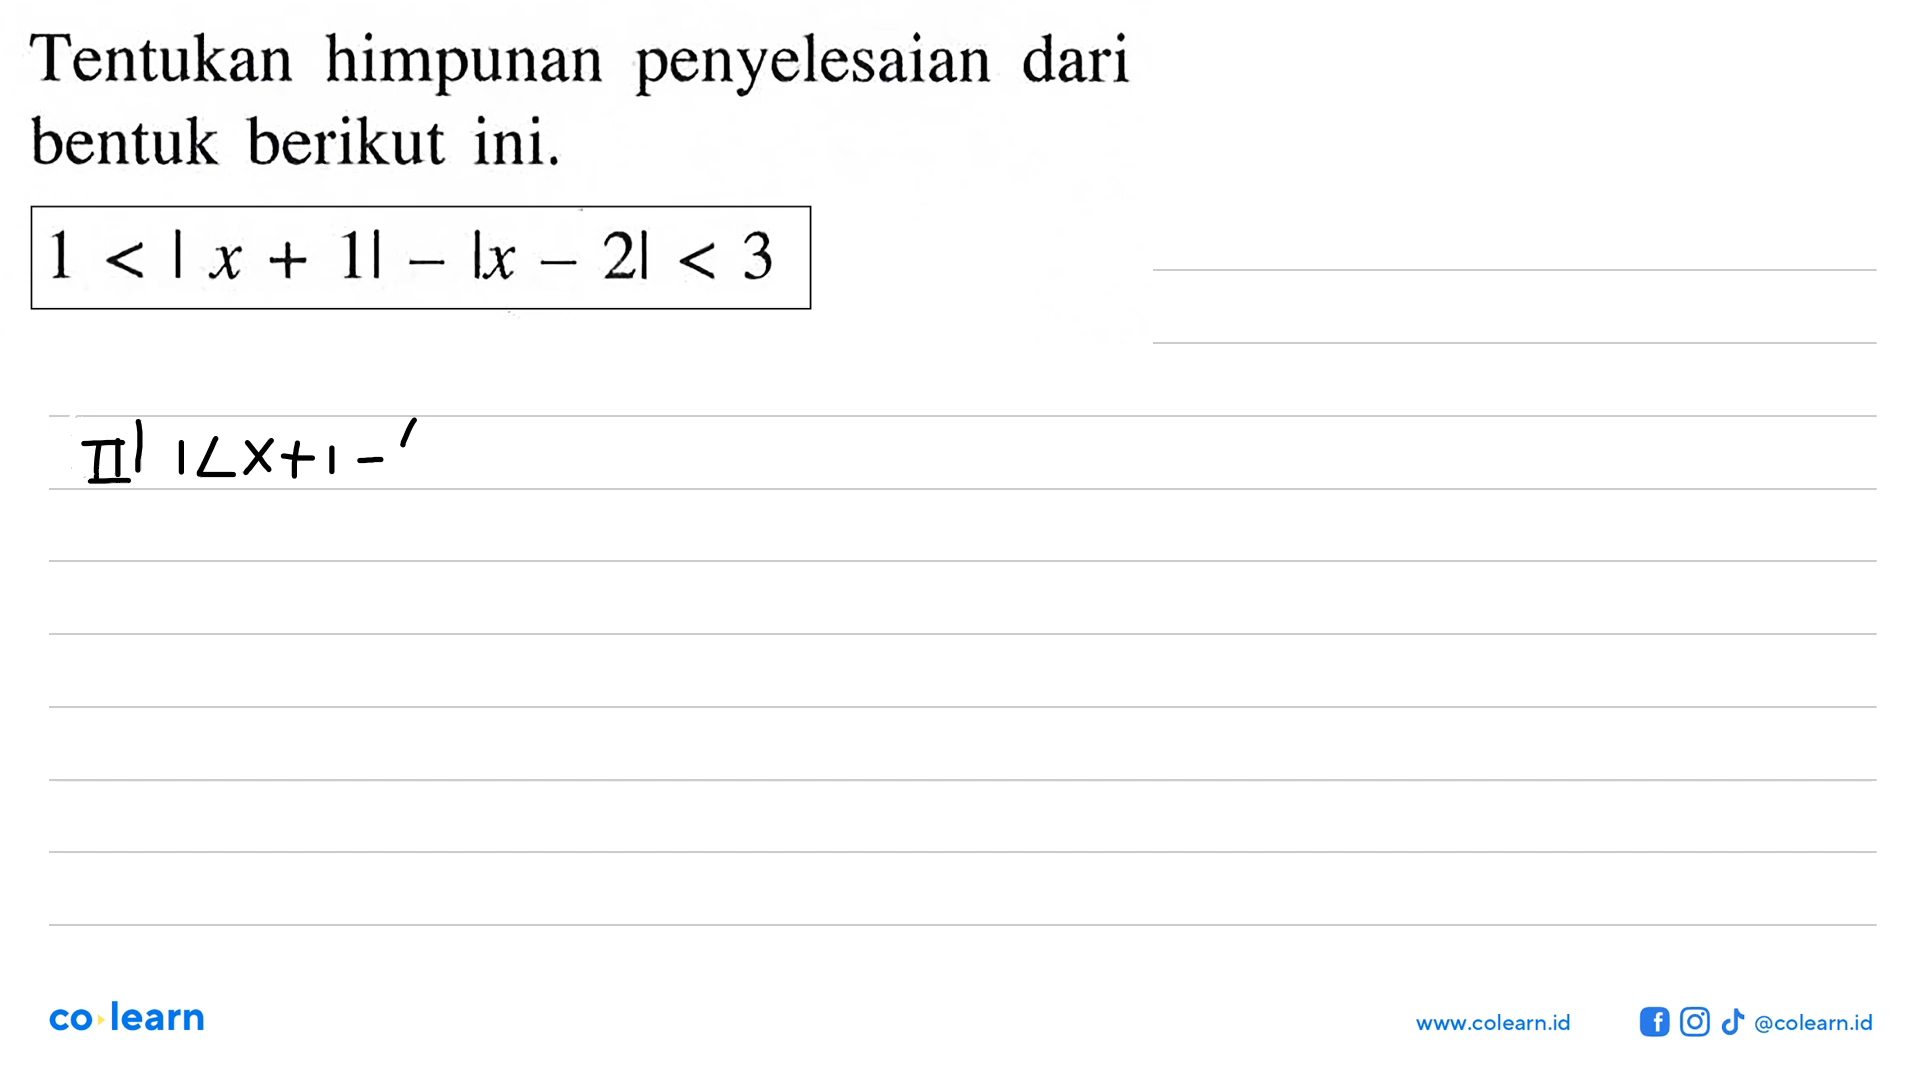 Tentukan himpunan penyelesaian dari
bentuk berikut ini.
1 < | x + 1| – |x – 2| < 3
II) 1 < x + 1 –
co learn
www.colearn.id
@colearn.id